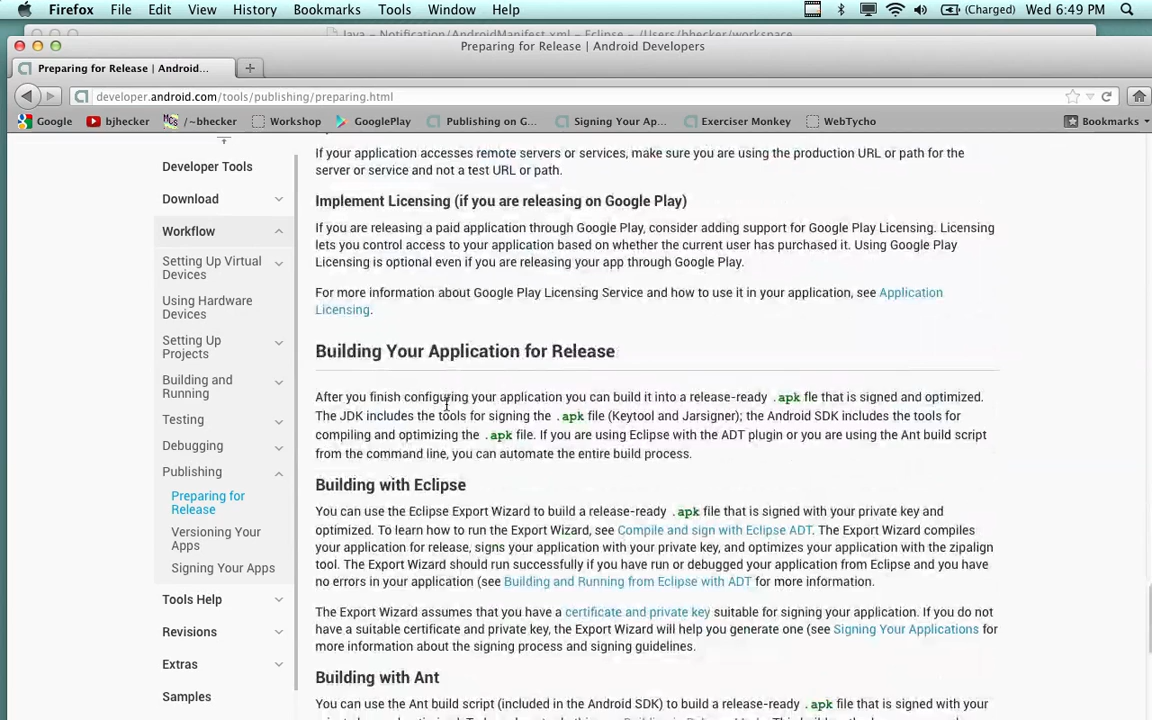 Firefox File Edit View History Bookmarks Tools Window Help (Charged) Wed 6:49 PM
Java - Notification/AndroidManifest.xml - Eclipse - /Users/bhecker/workspace
Preparing for Release | Android Developers
Preparing for Release | Android...
developer.android.com/tools/publishing/preparing.html
Google bjhecker /~bhecker Workshop GooglePlay Publishing on G... Signing Your Ap... Exerciser Monkey WebTycho Bookmarks
Developer Tools
Download
Workflow
Setting Up Virtual
Devices
Using Hardware
Devices
Setting Up
Projects
Building and
Running
Testing
Debugging
Publishing
Preparing for
Release
Versioning Your
Apps
Signing Your Apps
Tools Help
Revisions
Extras
Samples
If your application accesses remote servers or services, make sure you are using the production URL or path for the
server or service and not a test URL or path.
Implement Licensing (if you are releasing on Google Play)
If you are releasing a paid application through Google Play, consider adding support for Google Play Licensing. Licensing
lets you control access to your application based on whether the current user has purchased it. Using Google Play
Licensing is optional even if you are releasing your app through Google Play.
For more information about Google Play Licensing Service and how to use it in your application, see Application
Licensing.
Building Your Application for Release
After you finish configuring your application you can build it into a release-ready .apk fle that is signed and optimized.
The JDK includes the tools for signing the .apk file (Keytool and Jarsigner); the Android SDK includes the tools for
compiling and optimizing the .apk file. If you are using Eclipse with the ADT plugin or you are using the Ant build script
from the command line, you can automate the entire build process.
Building with Eclipse
You can use the Eclipse Export Wizard to build a release-ready .apk file that is signed with your private key and
optimized. To learn how to run the Export Wizard, see Compile and sign with Eclipse ADT. The Export Wizard compiles
your application for release, signs your application with your private key, and optimizes your application with the zipalign
tool. The Export Wizard should run successfully if you have run or debugged your application from Eclipse and you have
no errors in your application (see Building and Running from Eclipse with ADT for more information.
The Export Wizard assumes that you have a certificate and private key suitable for signing your application. If you do not
have a suitable certificate and private key, the Export Wizard will help you generate one (see Signing Your Applications for
more information about the signing process and signing guidelines.
Building with Ant
You can use the Ant build script (included in the Android SDK) to build a release-ready .apk file that is signed with your